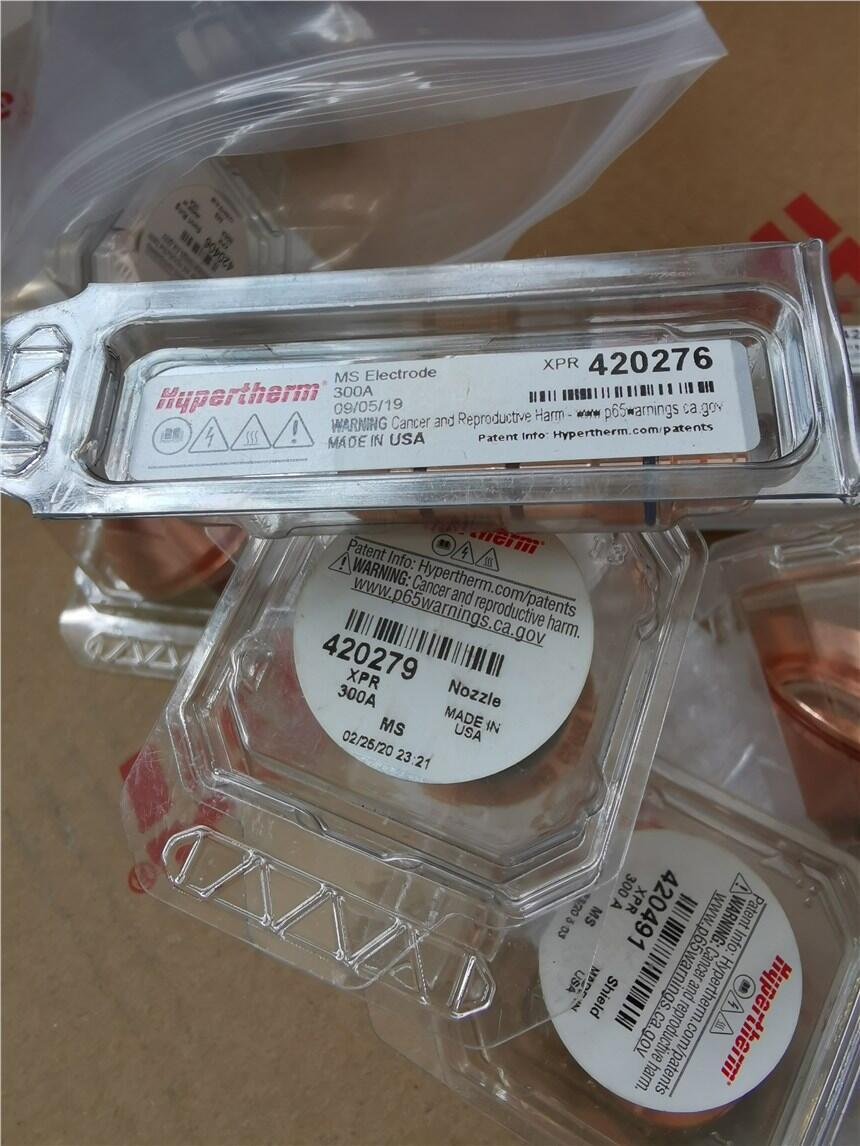 420406
Hypertherm
MS Electrode
300A
09/05/19
XPR 420276
WARNING Cancer and Reproductive Harm - www.p65warnings.ca.gov
MADE IN USA
Patent Info: Hypertherm.com/patents
Patent Info: Hypertherm.com/patents
WARNING: Cancer and reproductive harm.
www.p65warnings.ca.gov
420279
XPR
300A
Nozzle
MS
MADE IN
USA
02/25/20 23:21
Hypertherm
Patent Info: Hypertherm.com/patents
WARNING: Cancer and reproductive harm.
www.p65warnings.ca.gov
420491
XPR
300 A
Shield
MS
USA